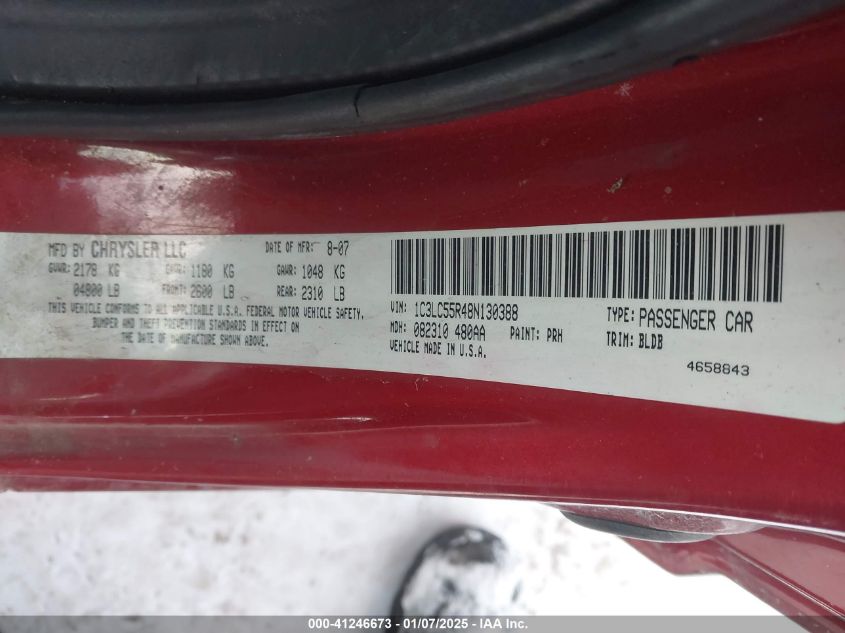 MFD BY CHRYSLER LLC DATE OF MFR: 8-07
GVWR: 2178 KG GAWR: 1180 KG GAWR: 1048 KG
04800 LB FRONT: 2600 LB REAR: 2310 LB
THIS VEHICLE CONFORMS TO ALL APPLICABLE U.S.A. FEDERAL MOTOR VEHICLE SAFETY,
BUMPER AND THEFT PREVENTION STANDARDS IN EFFECT ON
THE DATE OF MANUFACTURE SHOWN ABOVE.
VIN: 1C3LC55R48N130388 TYPE: PASSENGER CAR
MDH: 082310 480AA PAINT: PRH TRIM: BLDB
VEHICLE MADE IN U.S.A.
4658843
000-41246673 — 01/07/2025 — IAA Inc.